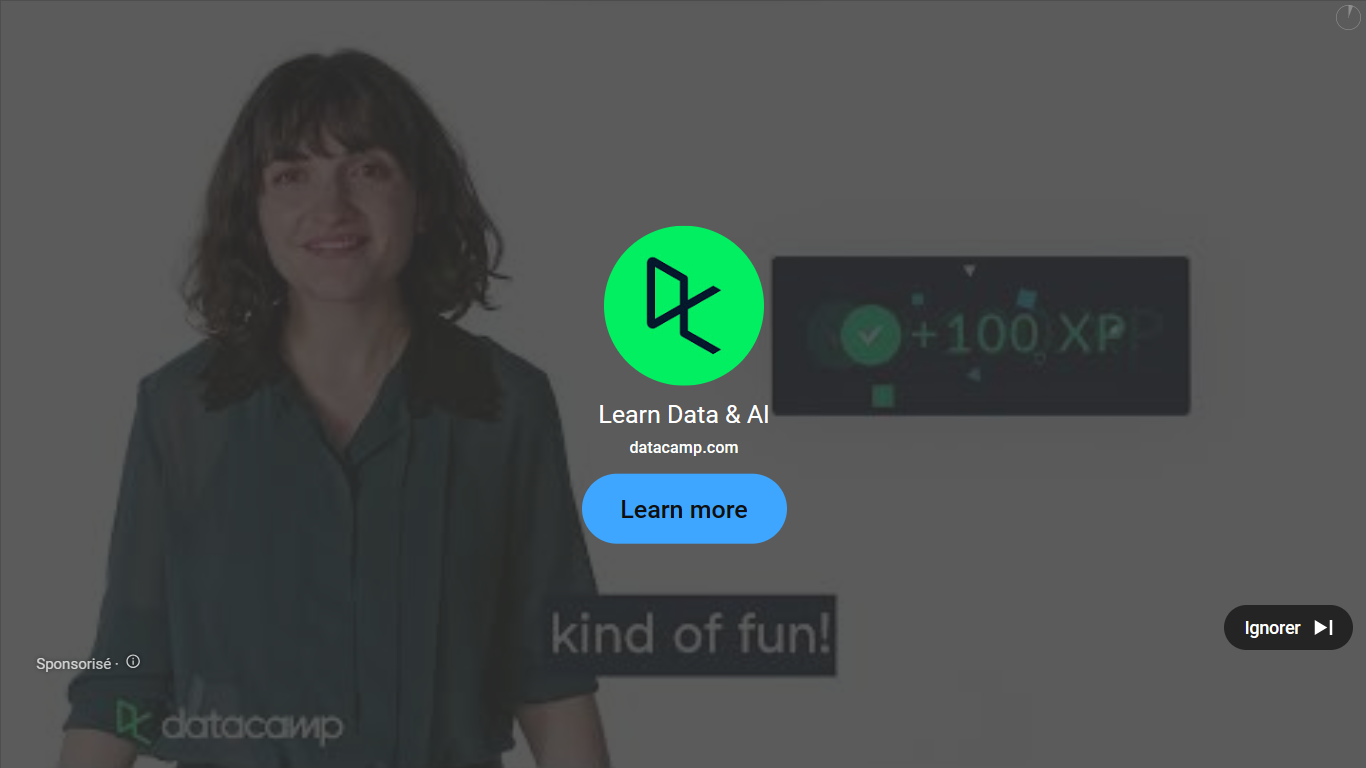 +100 XP
Learn Data & AI
datacamp.com
Learn more
kind of fun!
Ignorer
Sponsorisé ·
datacamp